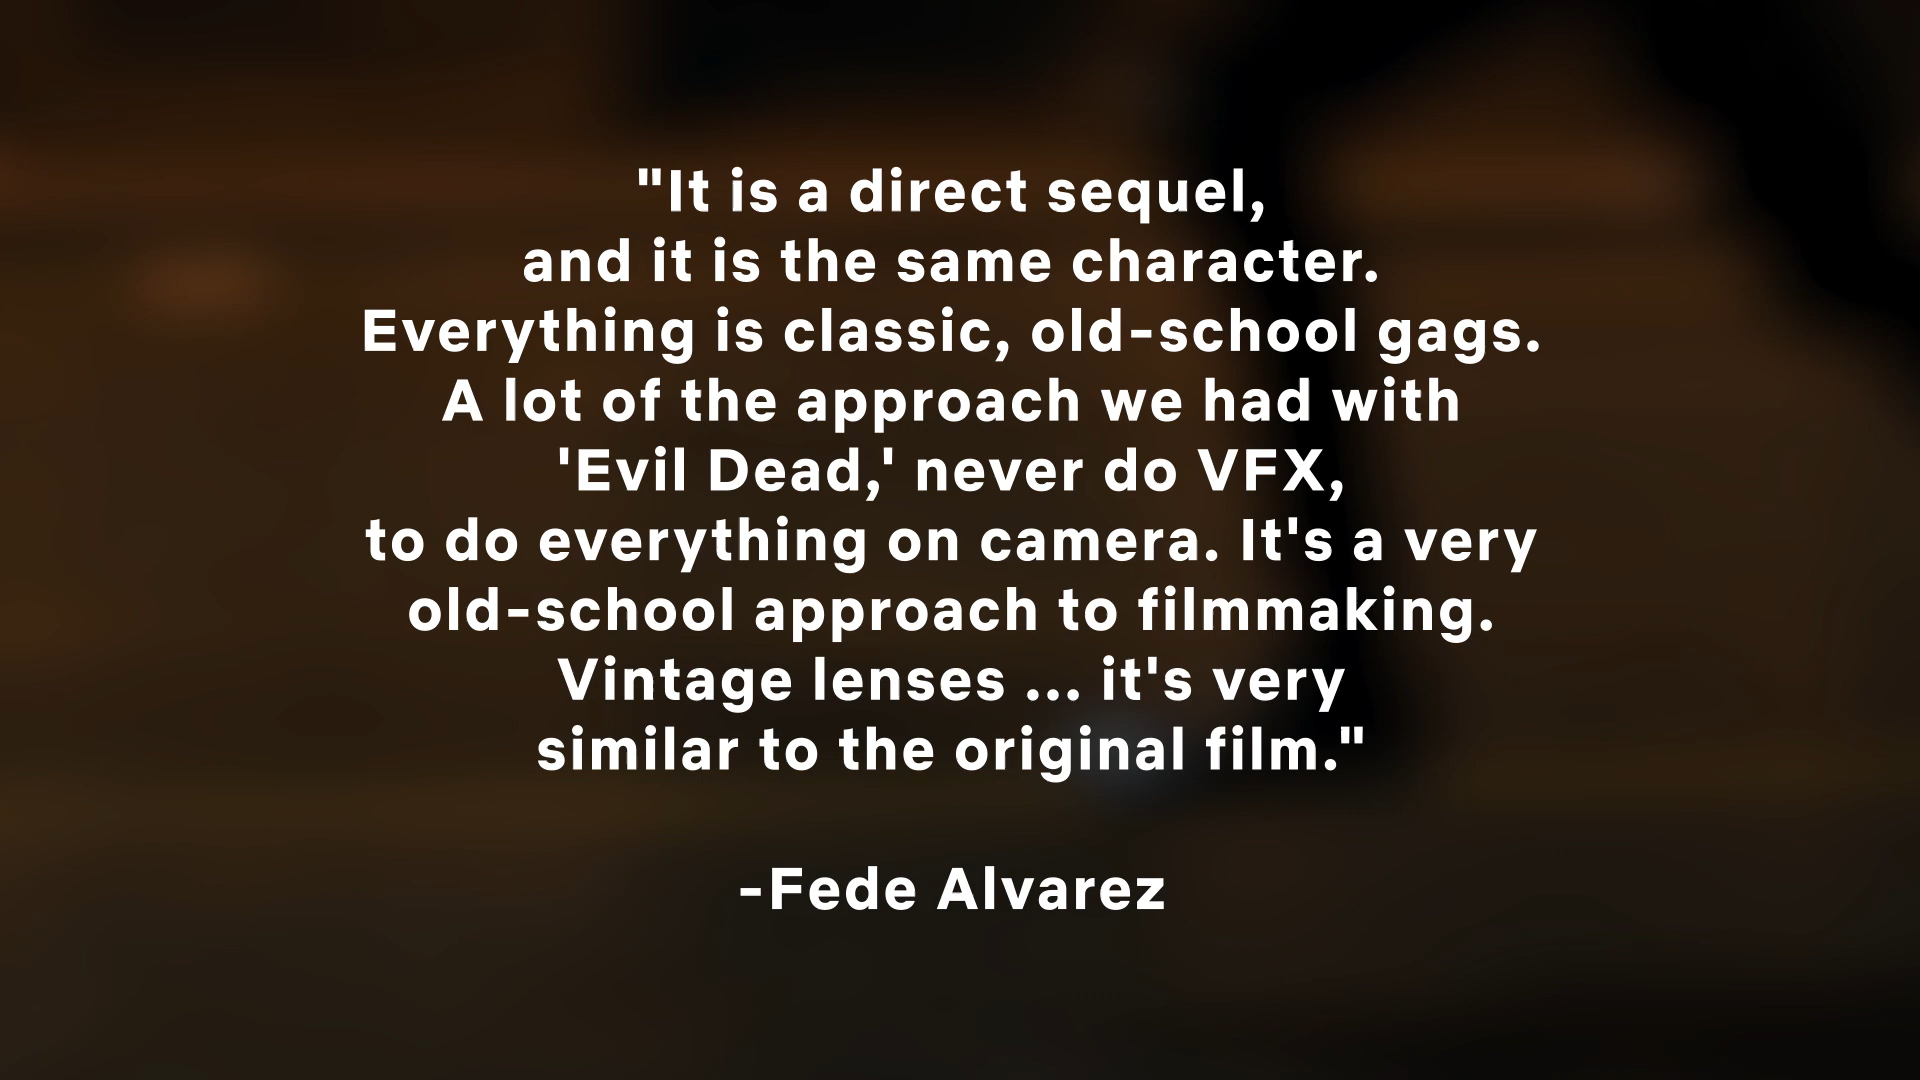 "It is a direct sequel,
and it is the same character.
Everything is classic, old-school gags.
A lot of the approach we had with
'Evil Dead,' never do VFX,
to do everything on camera. It's a very
old-school approach to filmmaking.
Vintage lenses ... it's very
similar to the original film."
-Fede Alvarez